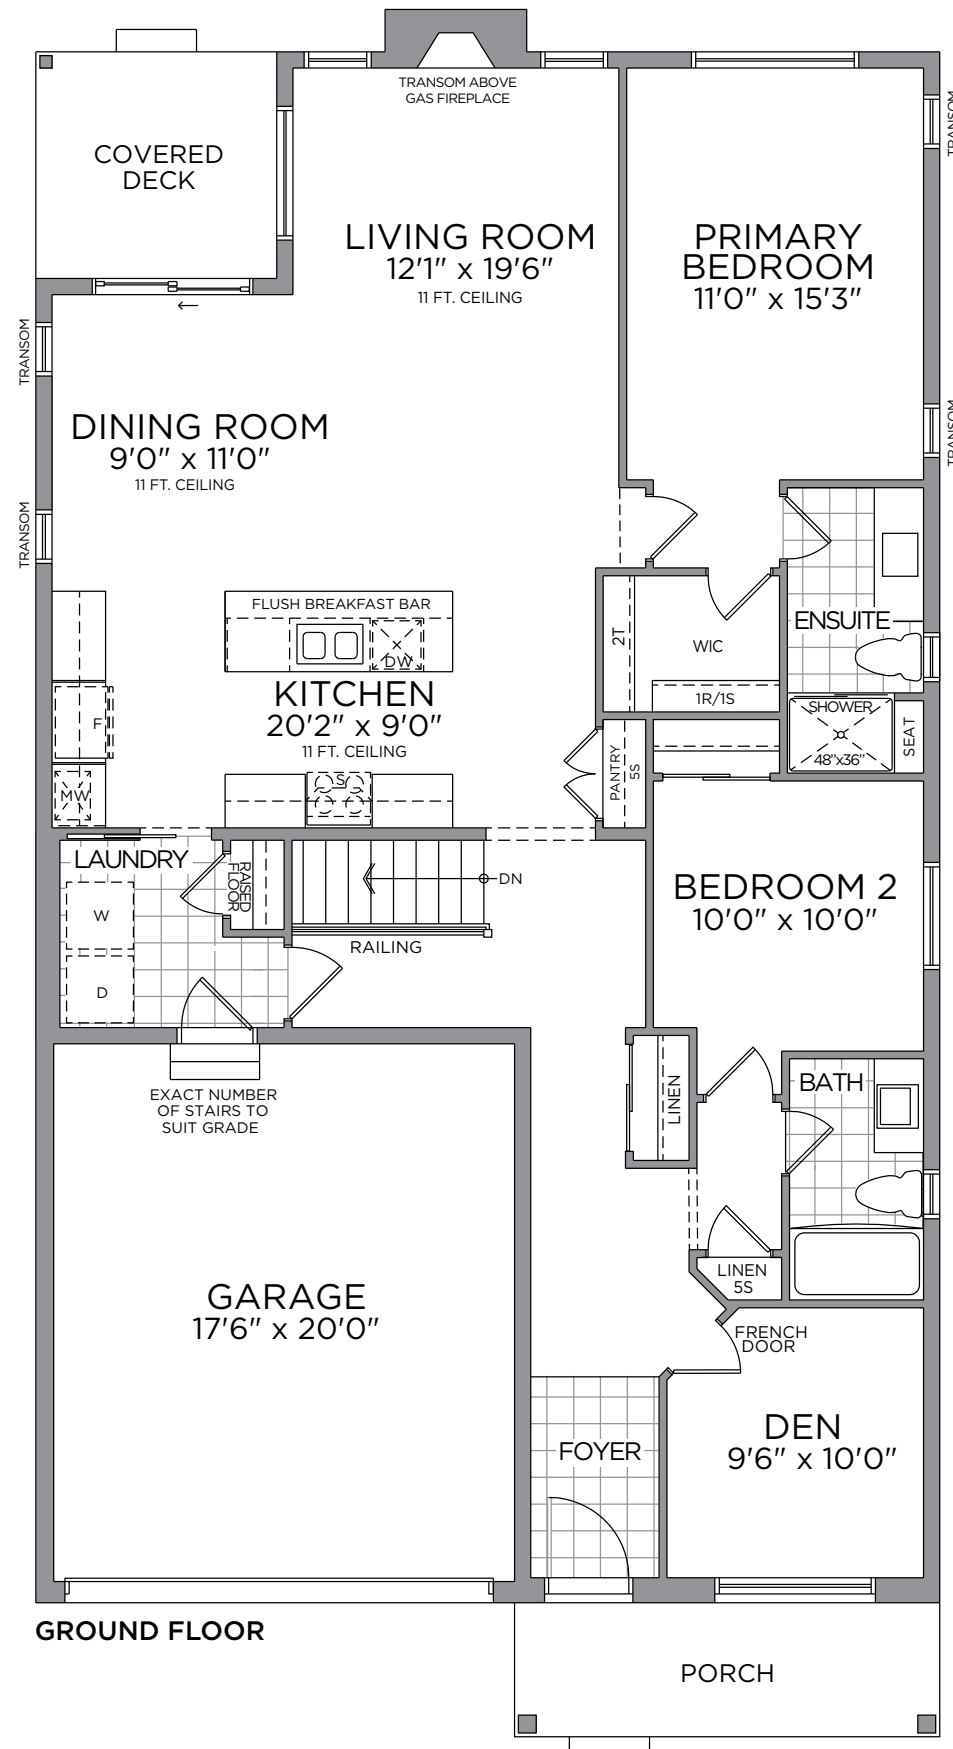 TRANSOM ABOVE
GAS FIREPLACE
TRANSOM
COVERED
DECK
LIVING ROOM
12'1" x 19'6"
11 FT. CEILING
PRIMARY
BEDROOM
11'0" x 15'3"
TRANSOM
TRANSOM
DINING ROOM
9'0" x 11'0"
11 FT. CEILING
TRANSOM
FLUSH BREAKFAST BAR
DW
ENSUITE
2T
WIC
1R/1S
KITCHEN
20'2" x 9'0"
11 FT. CEILING
F
MW
S
SHOWER
48"x36"
SEAT
PANTRY
5S
LAUNDRY
RAISED
FLOOR
W
D
DN
RAILING
BEDROOM 2
10'0" x 10'0"
EXACT NUMBER
OF STAIRS TO
SUIT GRADE
LINEN
BATH
LINEN
5S
GARAGE
17'6" x 20'0"
FRENCH
DOOR
DEN
9'6" x 10'0"
FOYER
GROUND FLOOR
PORCH